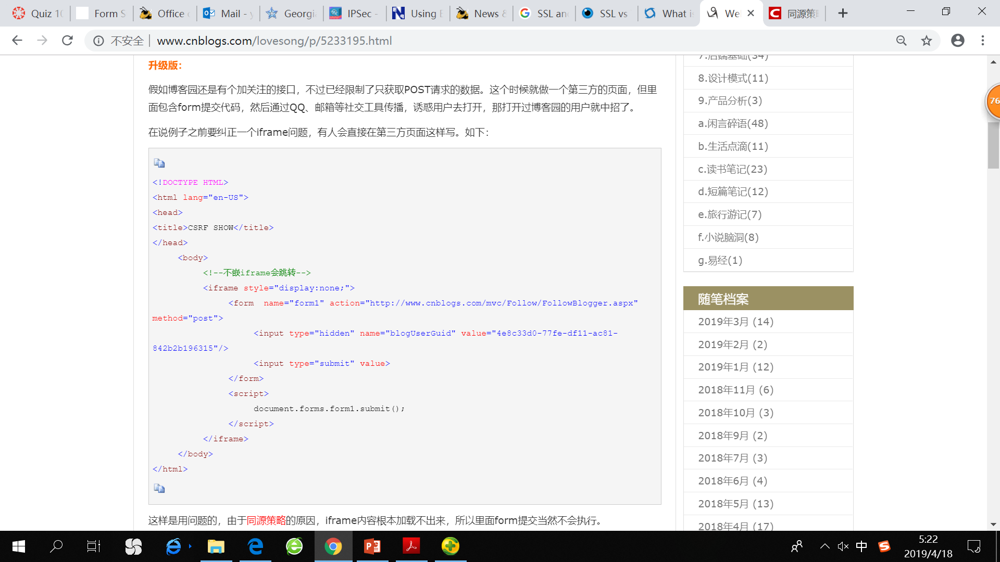 Quiz 10
Form S
Office
Mail - y
Georgi
IPSec -
Using
News &
SSL an
SSL vs
What is
We
同源策略
不安全 www.cnblogs.com/lovesong/p/5233195.html
升级版：
假如博客园还是有个加关注的接口，不过已经限制了只获取POST请求的数据。这个时候就做一个第三方的页面，但里
面包含form提交代码，然后通过QQ、邮箱等社交工具传播，诱惑用户去打开，那打开过博客园的用户就中招了。
在说例子之前要纠正一个iframe问题，有人会直接在第三方页面这样写。如下：
<!DOCTYPE HTML>
<html lang="en-US">
<head>
<title>CSRF SHOW</title>
</head>
<body>
<!--不嵌iframe会跳转-->
<iframe style="display:none;">
<form  name="form1" action="http://www.cnblogs.com/mvc/Follow/FollowBlogger.aspx"
method="post">
<input type="hidden" name="blogUserGuid" value="4e8c33d0-77fe-df11-ac81-
842b2b196315"/>
<input type="submit" value>
</form>
<script>
document.forms.form1.submit();
</script>
</iframe>
</body>
</html>
这样是用问题的，由于同源策略的原因，iframe内容根本加载不出来，所以里面form提交当然不会执行。
7.后端基础(34)
8.设计模式(11)
9.产品分析(3)
a.闲言碎语(48)
b.生活点滴(11)
c.读书笔记(23)
d.短篇笔记(12)
e.旅行游记(7)
f.小说脑洞(8)
g.易经(1)
随笔档案
2019年3月 (14)
2019年2月 (2)
2019年1月 (12)
2018年11月 (6)
2018年10月 (3)
2018年9月 (2)
2018年7月 (3)
2018年6月 (4)
2018年5月 (13)
2018年4月 (17)
76
中
5:22
2019/4/18